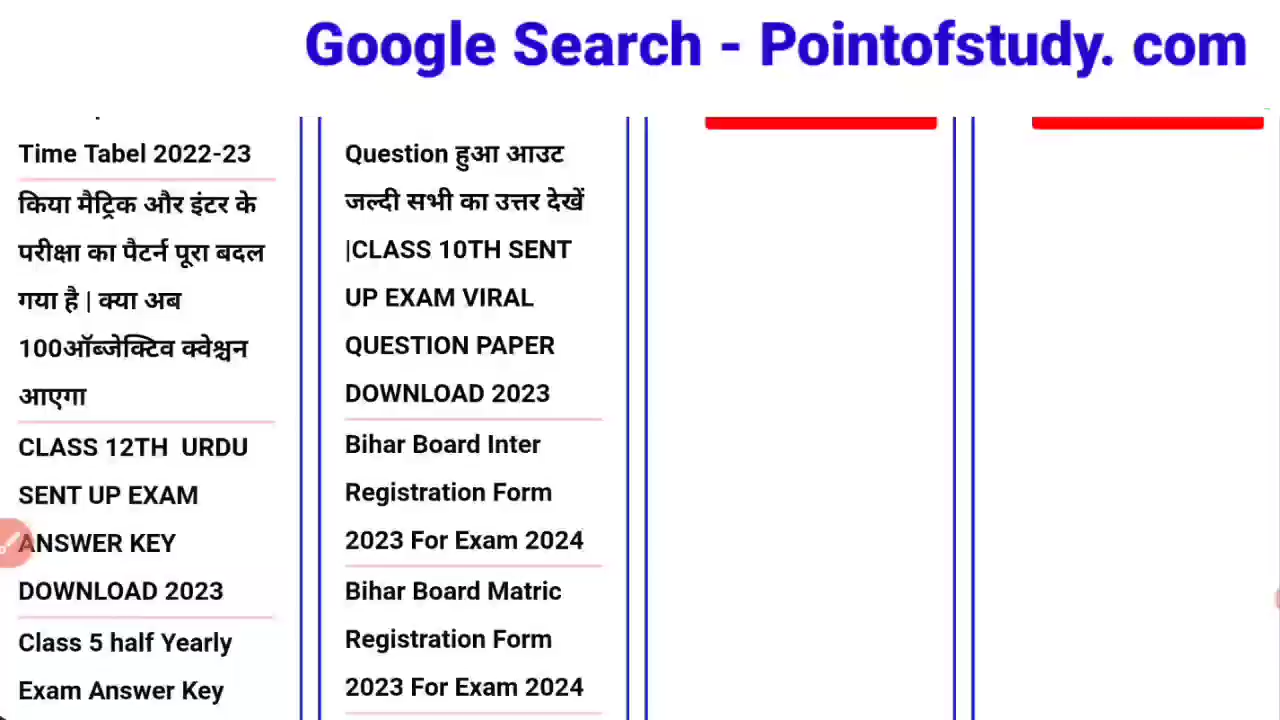 Google Search - Pointofstudy. com
Time Tabel 2022-23
किया मैट्रिक और इंटर के
परीक्षा का पैटर्न पूरा बदल
गया है | क्या अब
100ऑब्जेक्टिव क्वेश्चन
आएगा
CLASS 12TH URDU
SENT UP EXAM
ANSWER KEY
DOWNLOAD 2023
Class 5 half Yearly
Exam Answer Key
Question हुआ आउट
जल्दी सभी का उत्तर देखें
|CLASS 10TH SENT
UP EXAM VIRAL
QUESTION PAPER
DOWNLOAD 2023
Bihar Board Inter
Registration Form
2023 For Exam 2024
Bihar Board Matric
Registration Form
2023 For Exam 2024